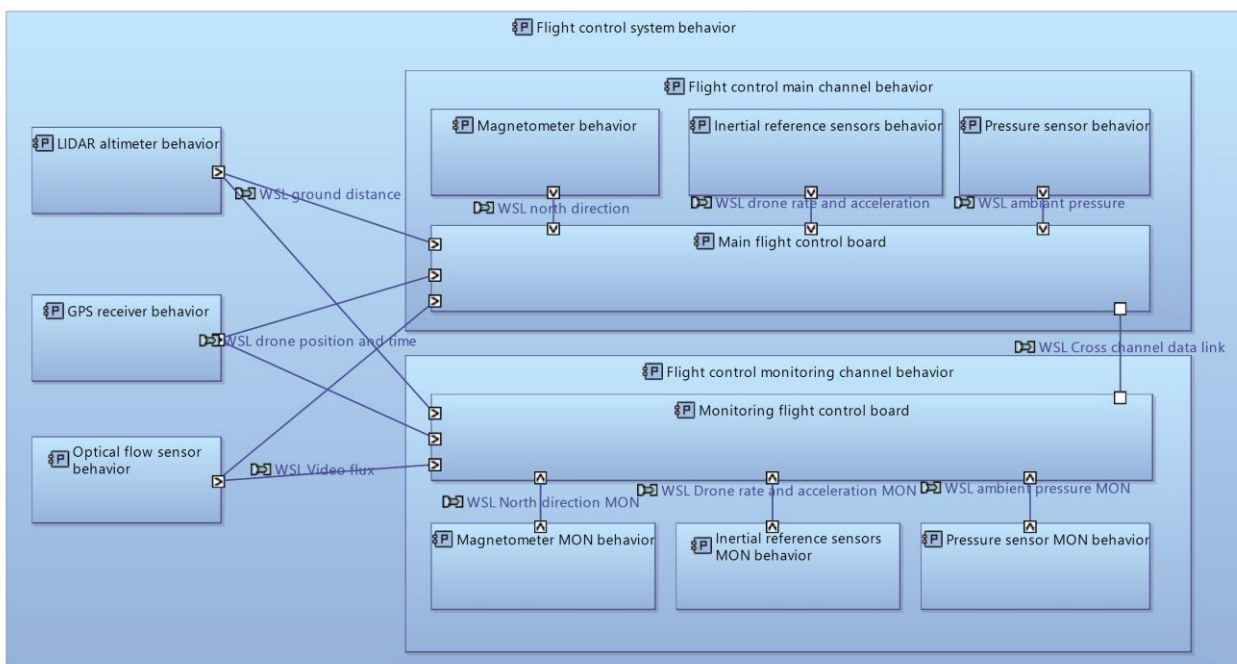 Flight control system behavior
Flight control main channel behavior
LIDAR altimeter behavior
Magnetometer behavior
Inertial reference sensors behavior
Pressure sensor behavior
WSL ground distance
WSL north direction
WSL drone rate and acceleration
WSL ambiant pressure
Main flight control board
GPS receiver behavior
WSL drone position and time
WSL Cross channel data link
Flight control monitoring channel behavior
Monitoring flight control board
Optical flow sensor
behavior
WSL Video flux
WSL North direction MON
WSL Drone rate and acceleration MON
WSL ambient pressure MON
Magnetometer MON behavior
Inertial reference sensors
MON behavior
Pressure sensor MON behavior